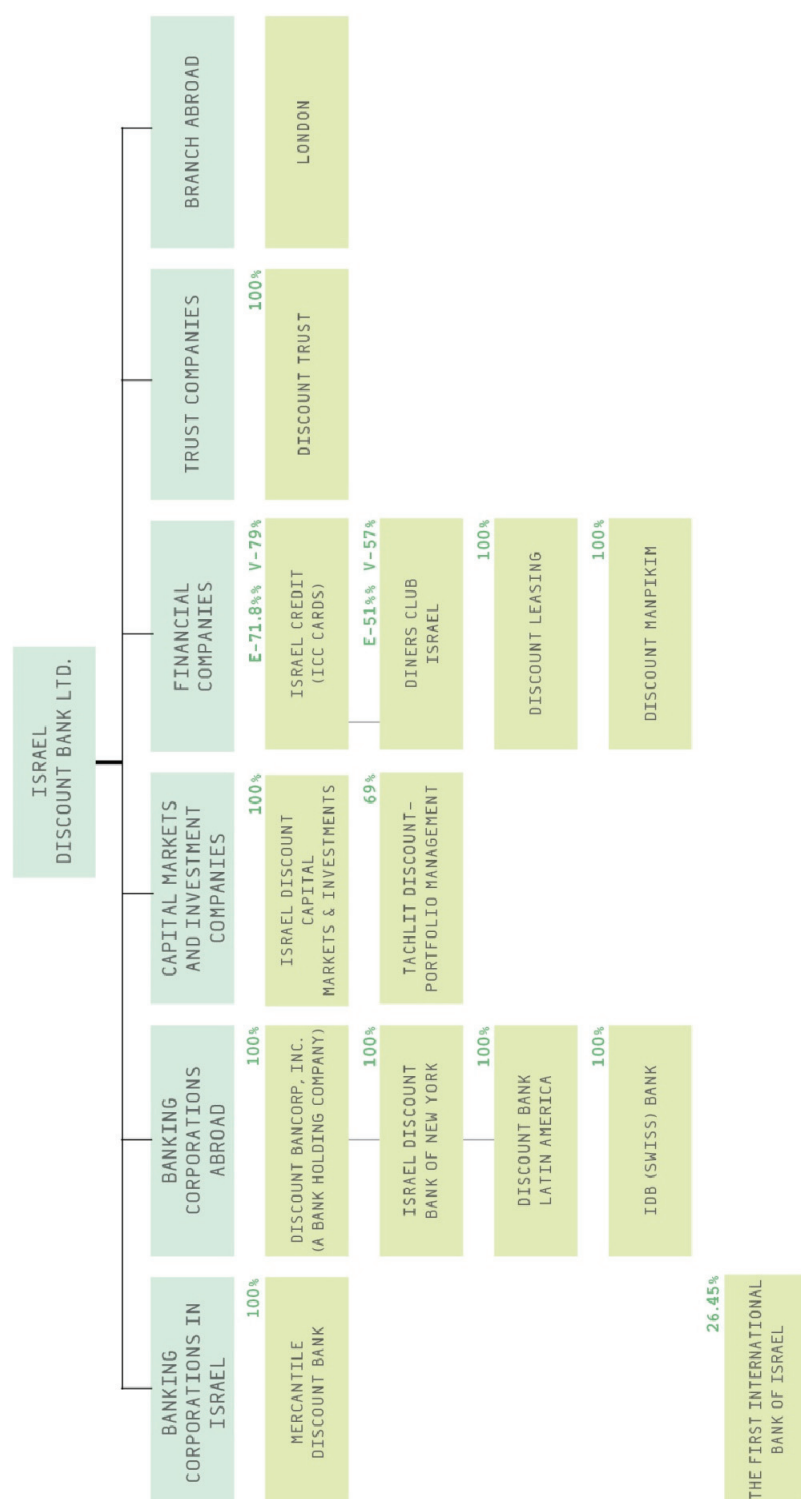 ISRAEL
DISCOUNT BANK LTD.
BANKING
CORPORATIONS IN
ISRAEL
100%
MERCANTILE
DISCOUNT BANK
26.45%
THE FIRST INTERNATIONAL
BANK OF ISRAEL
BANKING
CORPORATIONS
ABROAD
100%
DISCOUNT BANCORP, INC.
(A BANK HOLDING COMPANY)
100%
ISRAEL DISCOUNT
BANK OF NEW YORK
100%
DISCOUNT BANK
LATIN AMERICA
100%
IDB (SWISS) BANK
CAPITAL MARKETS
AND INVESTMENT
COMPANIES
100%
ISRAEL DISCOUNT
CAPITAL
MARKETS & INVESTMENTS
69%
TACHLIT DISCOUNT-
PORTFOLIO MANAGEMENT
FINANCIAL
COMPANIES
E-71.8%% V-79%
ISRAEL CREDIT
(ICC CARDS)
E-51%% V-57%
DINERS CLUB
ISRAEL
100%
DISCOUNT LEASING
100%
DISCOUNT MANPIKIM
TRUST COMPANIES
100%
DISCOUNT TRUST
BRANCH ABROAD
LONDON